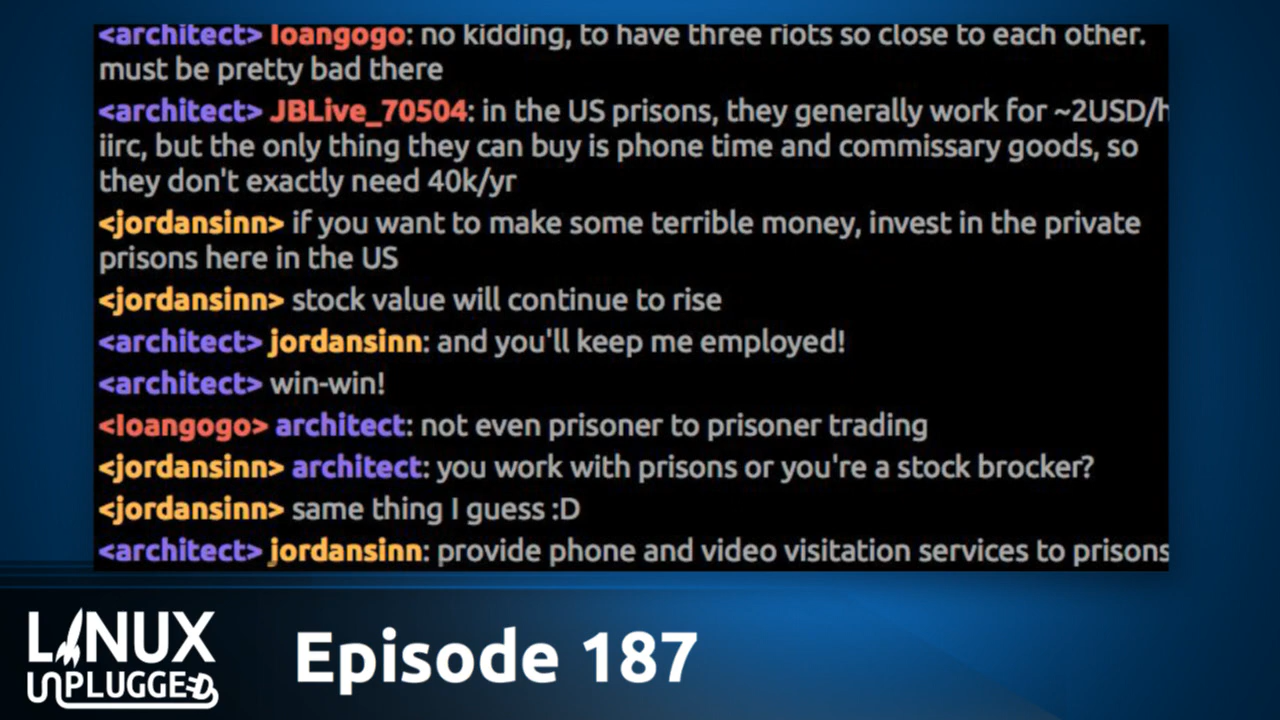 <architect> loangogo: no kidding, to have three riots so close to each other.
must be pretty bad there
<architect> JBLive_70504: in the US prisons, they generally work for ~2USD/h
iirc, but the only thing they can buy is phone time and commissary goods, so
they don't exactly need 40k/yr
<jordansinn> if you want to make some terrible money, invest in the private
prisons here in the US
<jordansinn> stock value will continue to rise
<architect> jordansinn: and you'll keep me employed!
<architect> win-win!
<loangogo> architect: not even prisoner to prisoner trading
<jordansinn> architect: you work with prisons or you're a stock brocker?
<jordansinn> same thing I guess :D
<architect> jordansinn: provide phone and video visitation services to prisons
LINUX
UNPLUGGED
Episode 187